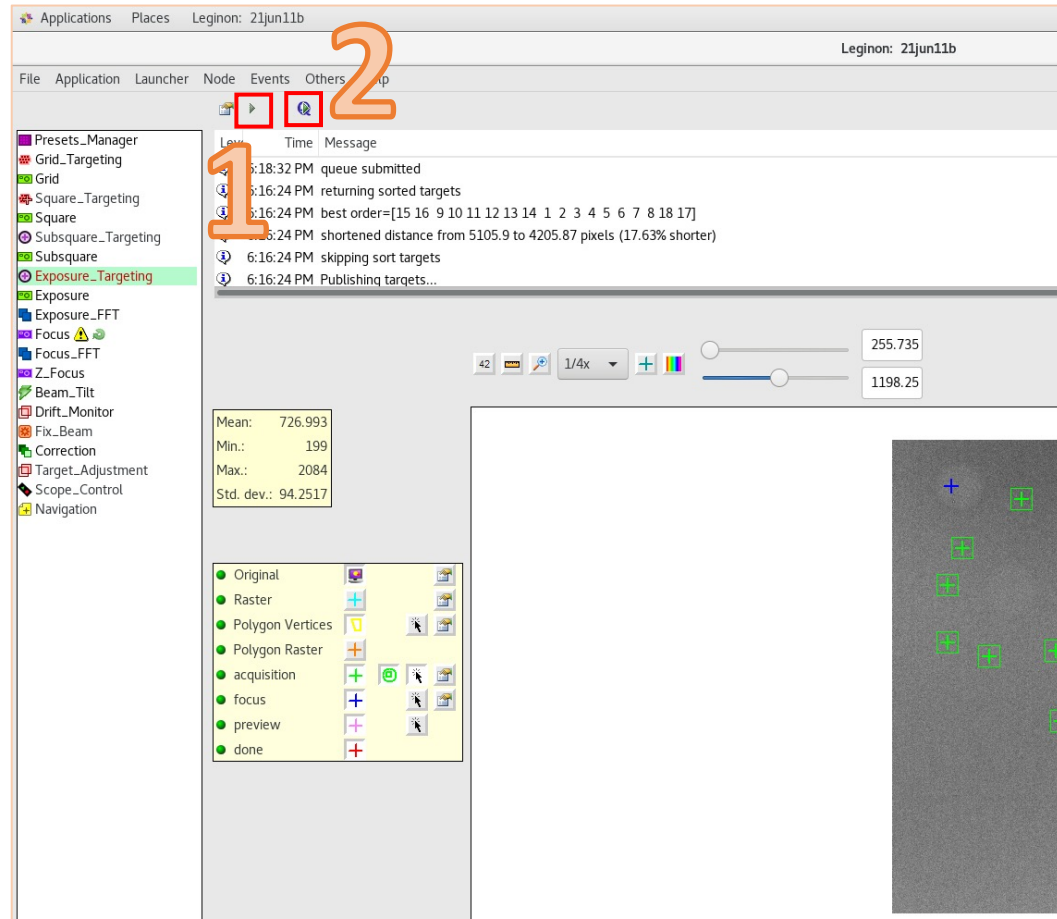 Applications Places Leginon: 21jun11b
Leginon: 21jun11b
File Application Launcher Node Events Others
2
1
Time Message
5:18:32 PM queue submitted
6:16:24 PM returning sorted targets
6:16:24 PM best order=[15 16 9 10 11 12 13 14 1 2 3 4 5 6 7 8 18 17]
PM shortened distance from 5105.9 to 4205.87 pixels (17.63% shorter)
6:16:24 PM skipping sort targets
6:16:24 PM Publishing targets...
Presets_Manager
Grid_Targeting
Grid
Square_Targeting
Square
Subsquare_Targeting
Subsquare
Exposure_Targeting
Exposure
Exposure_FFT
Focus
Focus_FFT
Z_Focus
Beam_Tilt
Drift_Monitor
Fix_Beam
Correction
Target_Adjustment
Scope_Control
Navigation
42 1/4x
255.735
1198.25
Mean: 726.993
Min.: 199
Max.: 2084
Std. dev.: 94.2517
Original
Raster
Polygon Vertices
Polygon Raster
acquisition
focus
preview
done